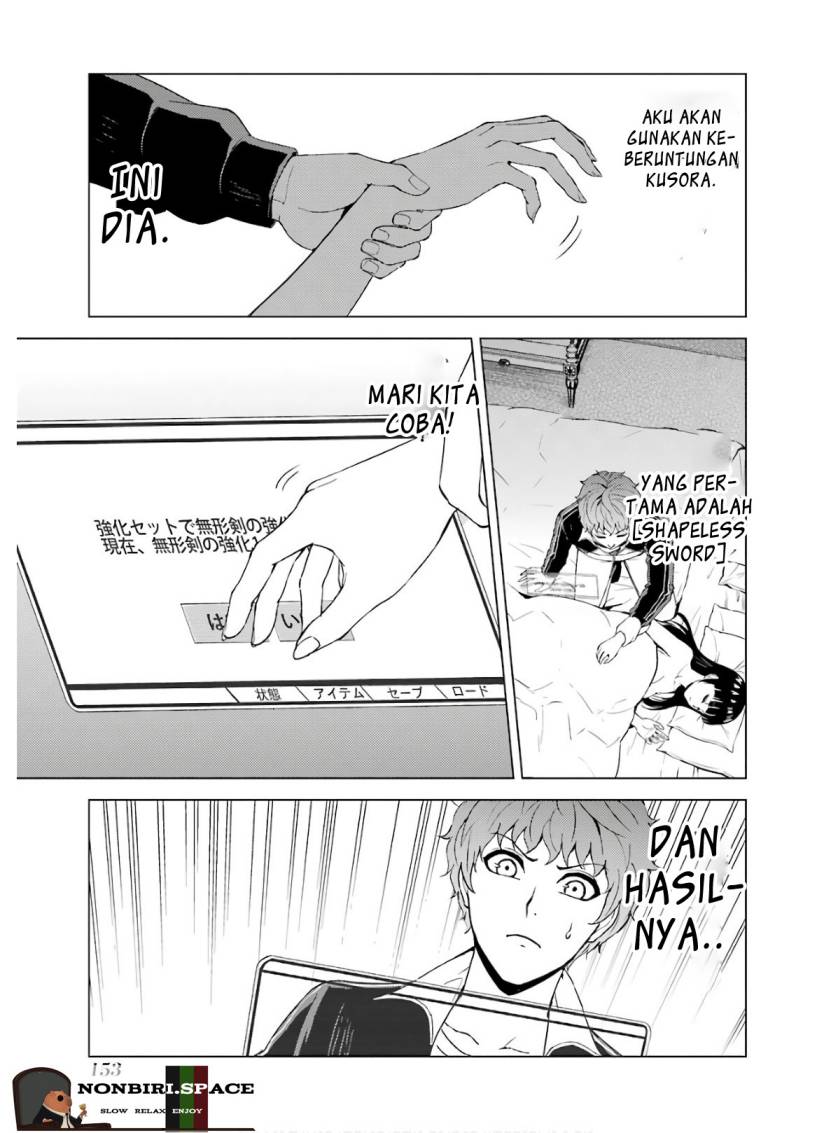 AKU AKAN
GUNAKAN KE-
BERUNTUNGAN
KUSORA.
INI
DIA.
YANG PER-
TAMA ADALAH
[SHAPELESS
SWORD]
MARI KITA
COBA!
強化セットで無形剣の強化
現在、無形剣の強化
は
い
状態
アイテム
セーブ
ロード
DAN
HASIL-
NYA..
153
NONBIRI.SPACE
SLOW RELAX ENJOY